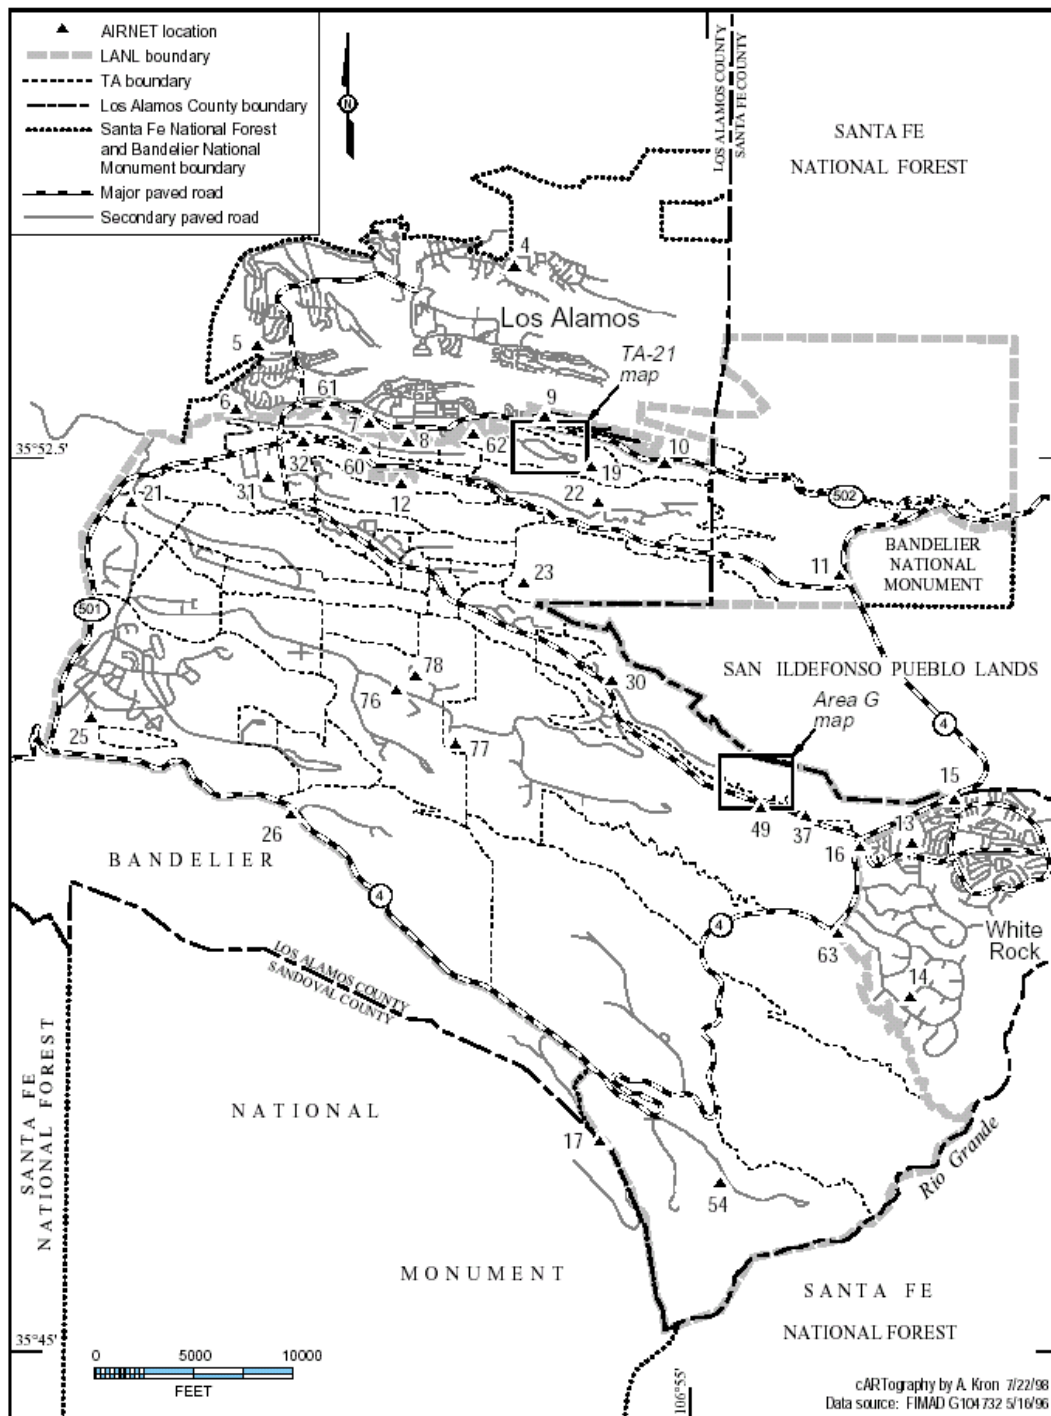 AIRNET location
LANL boundary
TA boundary
Los Alamos County boundary
Santa Fe National Forest
and Bandelier National
Monument boundary
Major paved road
Secondary paved road
N
LOS ALAMOS COUNTY
SANTA FE COUNTY
SANTA FE
NATIONAL FOREST
4
Los Alamos
5
TA-21
map
61
6
7
9
8
62
10
35°52.5'
32
60
19
31
21
12
22
502
11
BANDELIER
NATIONAL
MONUMENT
23
501
78
30
SAN ILDEFONSO PUEBLO LANDS
76
Area G
map
25
77
4
15
26
49
37
13
16
BANDELIER
4
4
63
White
Rock
14
LOS ALAMOS COUNTY
SANDOVAL COUNTY
SANTA FE
NATIONAL FOREST
NATIONAL
17
Rio Grande
54
MONUMENT
SANTA FE
NATIONAL FOREST
35°45'
0 5000 10000
FEET
106°55'
cARTography by A. Kron 7/22/98
Data source: FIMAD G104732 5/16/96